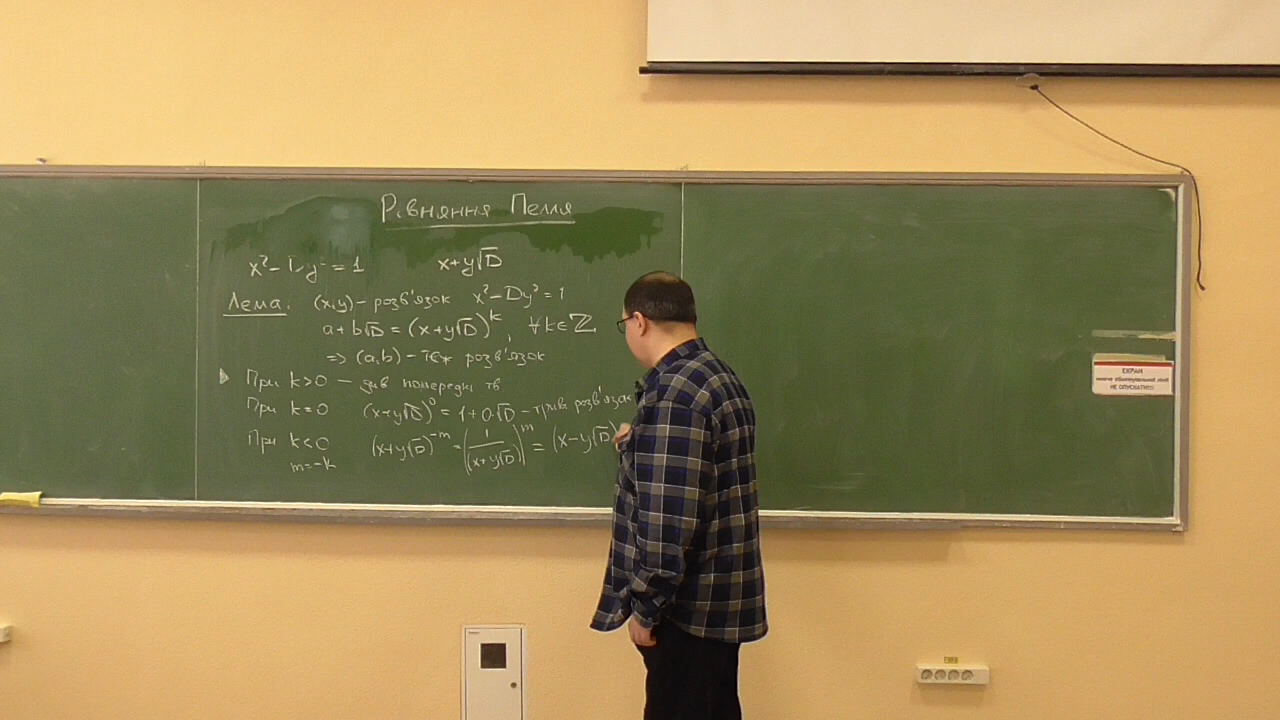 Рівняння Пелля
x² - Dy² = 1 x+y√D
Лема: (x,y) – розв'язок x² - Dy² = 1
a + b√D = (x+y√D)^k, ∀k∈ℤ
=> (a,b) – теж розв'язок
При k>0 – див попередн тв
При k=0 (x+y√D)^0 = 1+0·√D – трив розв'язок
При k<0 (x+y√D)^{-m} = (1/(x+y√D))^m = (x-y√D)
m=-k
ЕКРАН
НЕ ОПУСКАТИ!!!